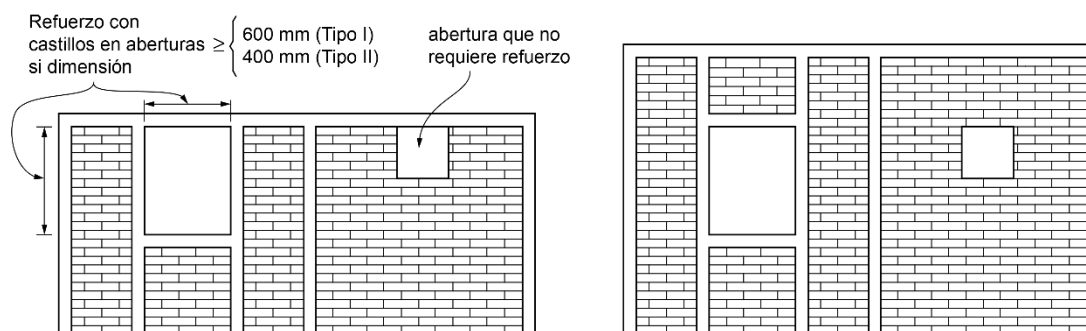 Refuerzo con
castillos en aberturas ≥ { 600 mm (Tipo I)
si dimensión 400 mm (Tipo II)
abertura que no
requiere refuerzo